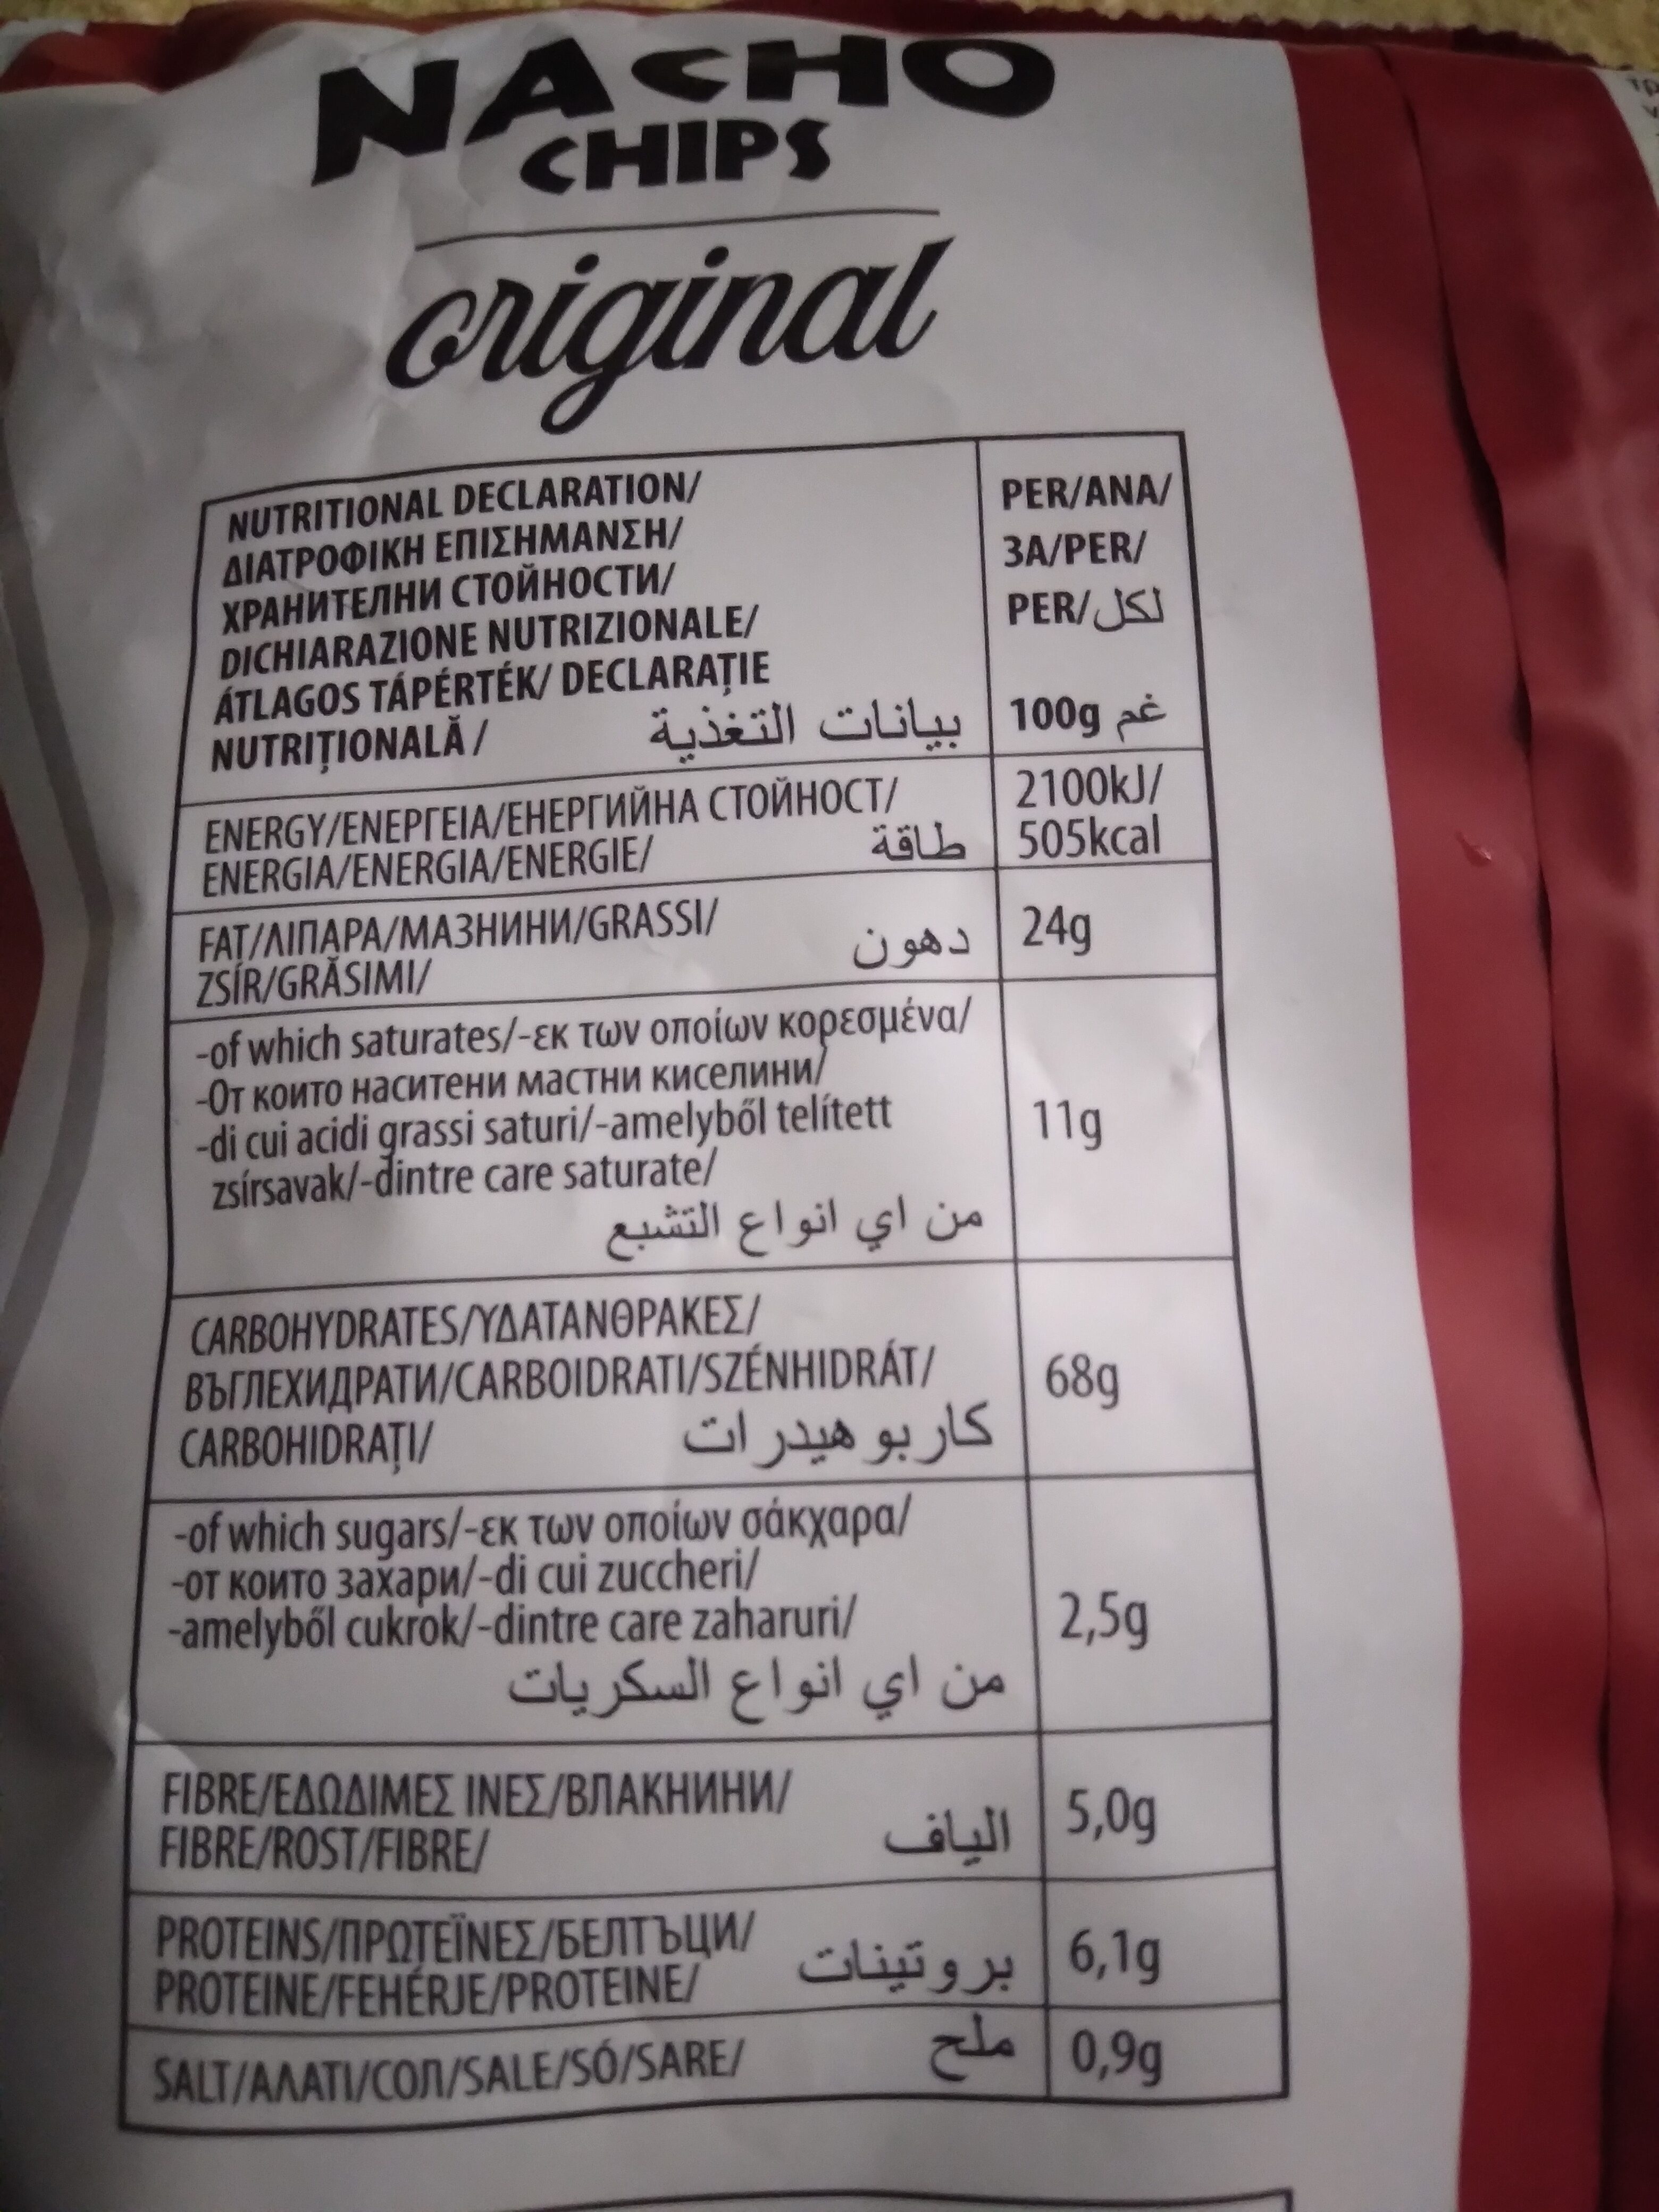 NACHO
CHIPS
original
NUTRITIONAL DECLARATION/
ΔΙΑΤΡΟΦΙΚΗ ΕΠΙΣΗΜΑΝΣΗ/
ХРАНИТЕЛНИ СТОЙНОСТИ/
DICHIARAZIONE NUTRIZIONALE/
ÁTLAGOS TÁPÉRTÉK/ DECLARAȚIE
NUTRIȚIONALĂ / بيانات التغذية
PER/ANA/
ЗА/PER/
PER/لكل
100g غم
ENERGY/ΕΝΕΡΓΕΙΑ/ЕНЕРГИЙНА СТОЙНОСТ/
ENERGIA/ENERGIA/ENERGIE/ طاقة
2100kJ/
505kcal
FAT/ΛΙΠΑΡΑ/МАЗНИНИ/GRASSI/
ZSÍR/GRĂSIMI/ دهون
24g
-of which saturates/-εκ των οποίων κορεσμένα/
-От които наситени мастни киселини/
-di cui acidi grassi saturi/-amelyből telített
zsírsavak/-dintre care saturate/
من اي انواع التشبع
11g
CARBOHYDRATES/ΥΔΑΤΑΝΘΡΑΚΕΣ/
ВЪГЛЕХИДРАТИ/CARBOIDRATI/SZÉNHIDRÁT/
CARBOHIDRAȚI/ كاربوهيدرات
68g
-of which sugars/-εκ των οποίων σάκχαρα/
-от които захари/-di cui zuccheri/
-amelyből cukrok/-dintre care zaharuri/
من اي انواع السكريات
2,5g
FIBRE/ΕΔΩΔΙΜΕΣ ΙΝΕΣ/ВЛАКНИНИ/
FIBRE/ROST/FIBRE/ الياف
5,0g
PROTEINS/ΠΡΩΤΕΪΝΕΣ/БЕЛТЪЦИ/
PROTEINE/FEHÉRJE/PROTEINE/ بروتينات
6,1g
SALT/ΑΛΑΤΙ/СОЛ/SALE/SÓ/SARE/ ملح
0,9g